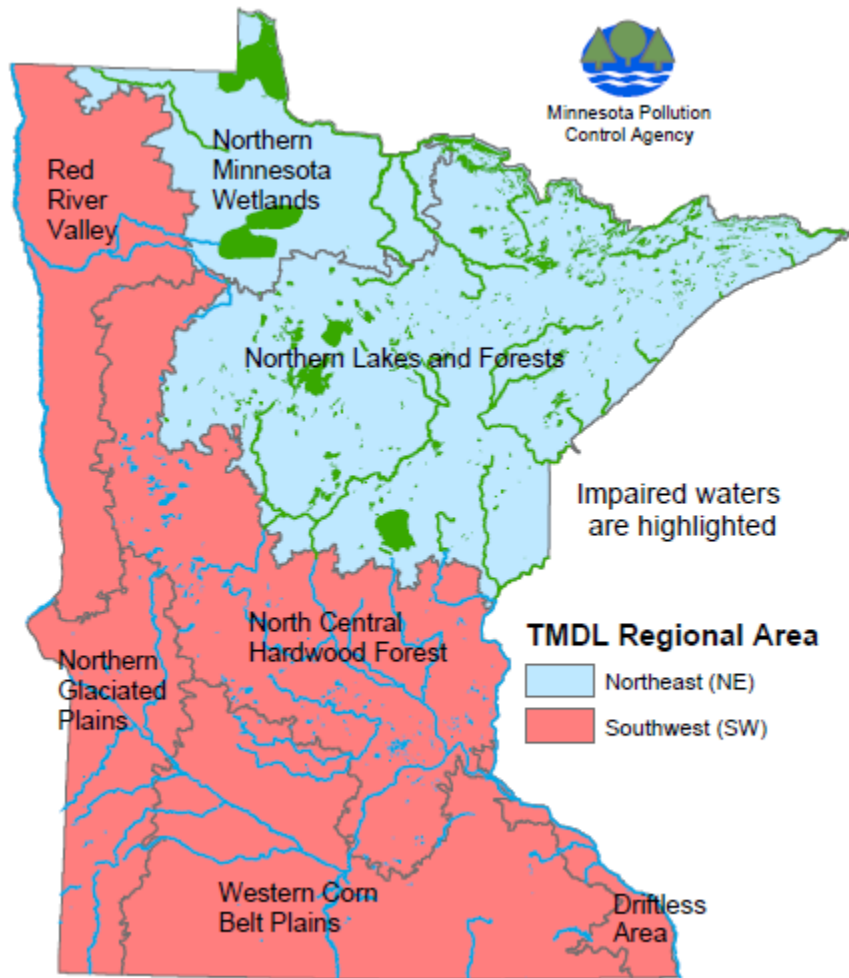 Minnesota Pollution
Control Agency
Northern
Minnesota
Wetlands
Red
River
Valley
Northern Lakes and Forests
Impaired waters
are highlighted
North Central
Hardwood Forest
TMDL Regional Area
Northeast (NE)
Southwest (SW)
Northern
Glaciated
Plains
Western Corn
Belt Plains
Driftless
Area